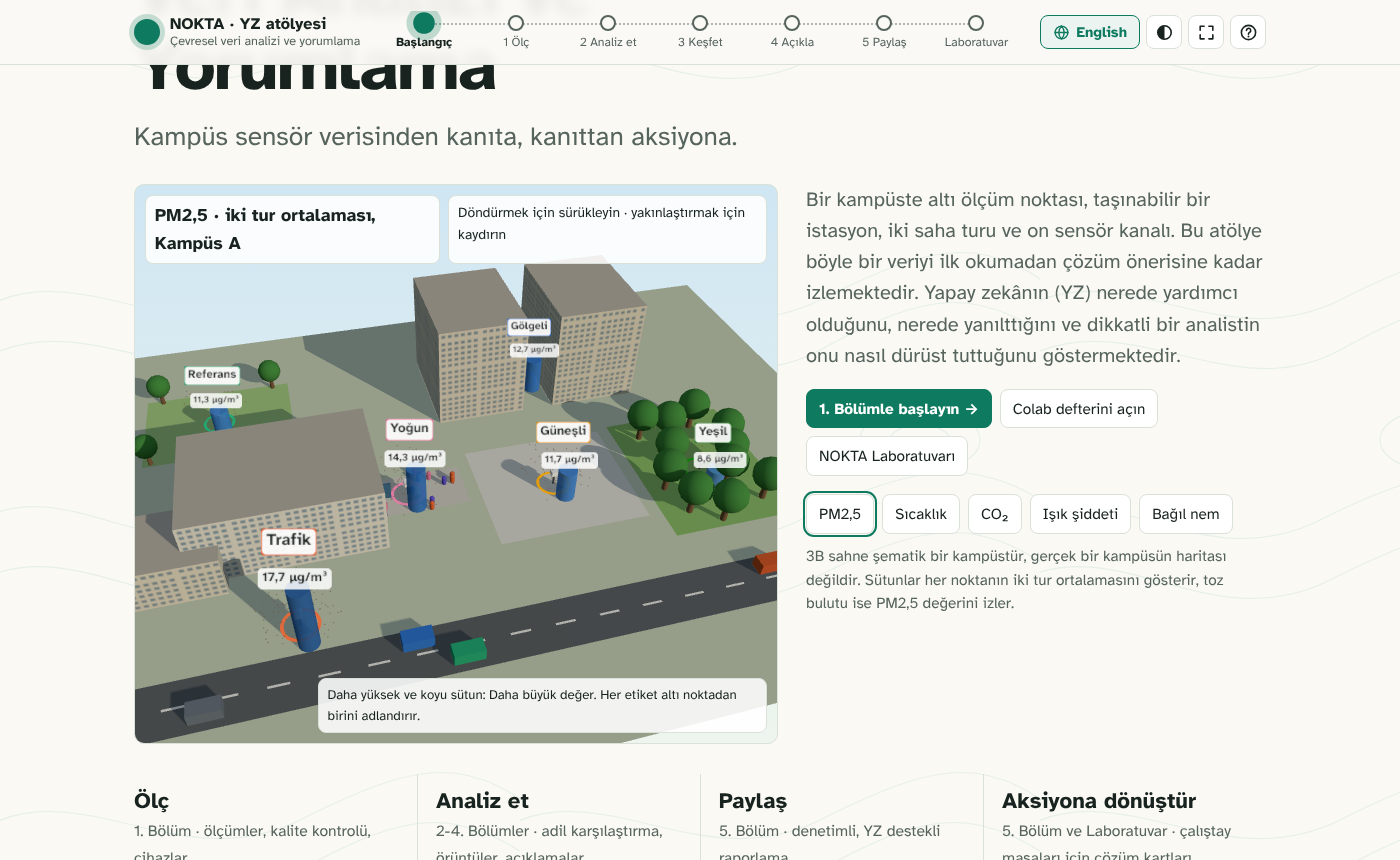 NOKTA · YZ atölyesi
Çevresel veri analizi ve yorumlama
Başlangıç
1 Ölç
2 Analiz et
3 Keşfet
4 Açıkla
5 Paylaş
Laboratuvar
English
Yorumlama
Kampüs sensör verisinden kanıta, kanıttan aksiyona.
PM2,5 · iki tur ortalaması,
Kampüs A
Döndürmek için sürükleyin · yakınlaştırmak için
kaydırın
Gölgeli
12,7 µg/m³
Referans
11,3 µg/m³
Yoğun
14,3 µg/m³
Güneşli
11,7 µg/m³
Yeşil
8,6 µg/m³
Trafik
17,7 µg/m³
Daha yüksek ve koyu sütun: Daha büyük değer. Her etiket altı noktadan
birini adlandırır.
Bir kampüste altı ölçüm noktası, taşınabilir bir
istasyon, iki saha turu ve on sensör kanalı. Bu atölye
böyle bir veriyi ilk okumadan çözüm önerisine kadar
izlemektedir. Yapay zekânın (YZ) nerede yardımcı
olduğunu, nerede yanılttığını ve dikkatli bir analistin
onu nasıl dürüst tuttuğunu göstermektedir.
1. Bölümle başlayın →
Colab defterini açın
NOKTA Laboratuvarı
PM2,5
Sıcaklık
CO₂
Işık şiddeti
Bağıl nem
3B sahne şematik bir kampüstür, gerçek bir kampüsün haritası
değildir. Sütunlar her noktanın iki tur ortalamasını gösterir, toz
bulutu ise PM2,5 değerini izler.
Ölç
1. Bölüm · ölçümler, kalite kontrolü,
cihazlar
Analiz et
2-4. Bölümler · adil karşılaştırma,
örüntüler, açıklamalar
Paylaş
5. Bölüm · denetimli, YZ destekli
raporlama
Aksiyona dönüştür
5. Bölüm ve Laboratuvar · çalıştay
masaları için çözüm kartları